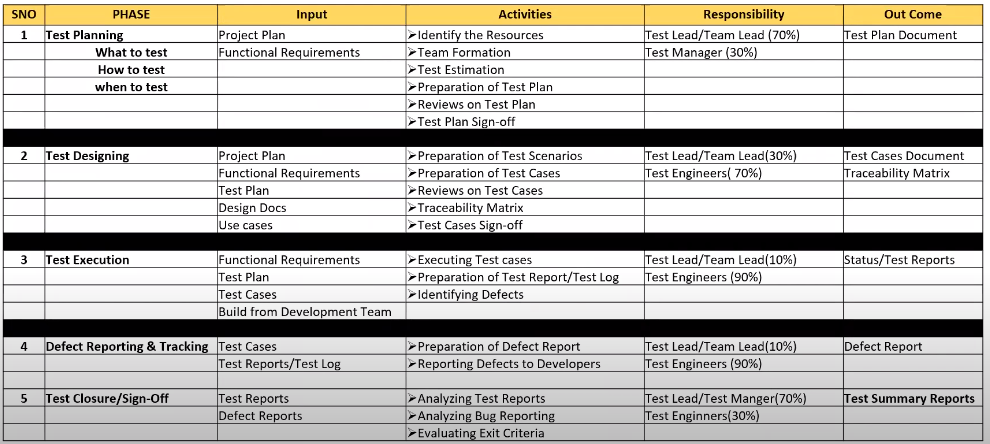 SNO PHASE Input Activities Responsibility Out Come
1 Test Planning Project Plan ➢Identify the Resources Test Lead/Team Lead (70%) Test Plan Document
What to test Functional Requirements ➢Team Formation Test Manager (30%)
How to test ➢Test Estimation
when to test ➢Preparation of Test Plan
➢Reviews on Test Plan
➢Test Plan Sign-off
2 Test Designing Project Plan ➢Preparation of Test Scenarios Test Lead/Team Lead(30%) Test Cases Document
Functional Requirements ➢Preparation of Test Cases Test Engineers( 70%) Traceability Matrix
Test Plan ➢Reviews on Test Cases
Design Docs ➢Traceability Matrix
Use cases ➢Test Cases Sign-off
3 Test Execution Functional Requirements ➢Executing Test cases Test Lead/Team Lead(10%) Status/Test Reports
Test Plan ➢Preparation of Test Report/Test Log Test Engineers (90%)
Test Cases ➢Identifying Defects
Build from Development Team
4 Defect Reporting & Tracking Test Cases ➢Preparation of Defect Report Test Lead/Team Lead(10%) Defect Report
Test Reports/Test Log ➢Reporting Defects to Developers Test Engineers (90%)
5 Test Closure/Sign-Off Test Reports ➢Analyzing Test Reports Test Lead/Test Manger(70%) Test Summary Reports
Defect Reports ➢Analyzing Bug Reporting Test Enginners(30%)
➢Evaluating Exit Criteria